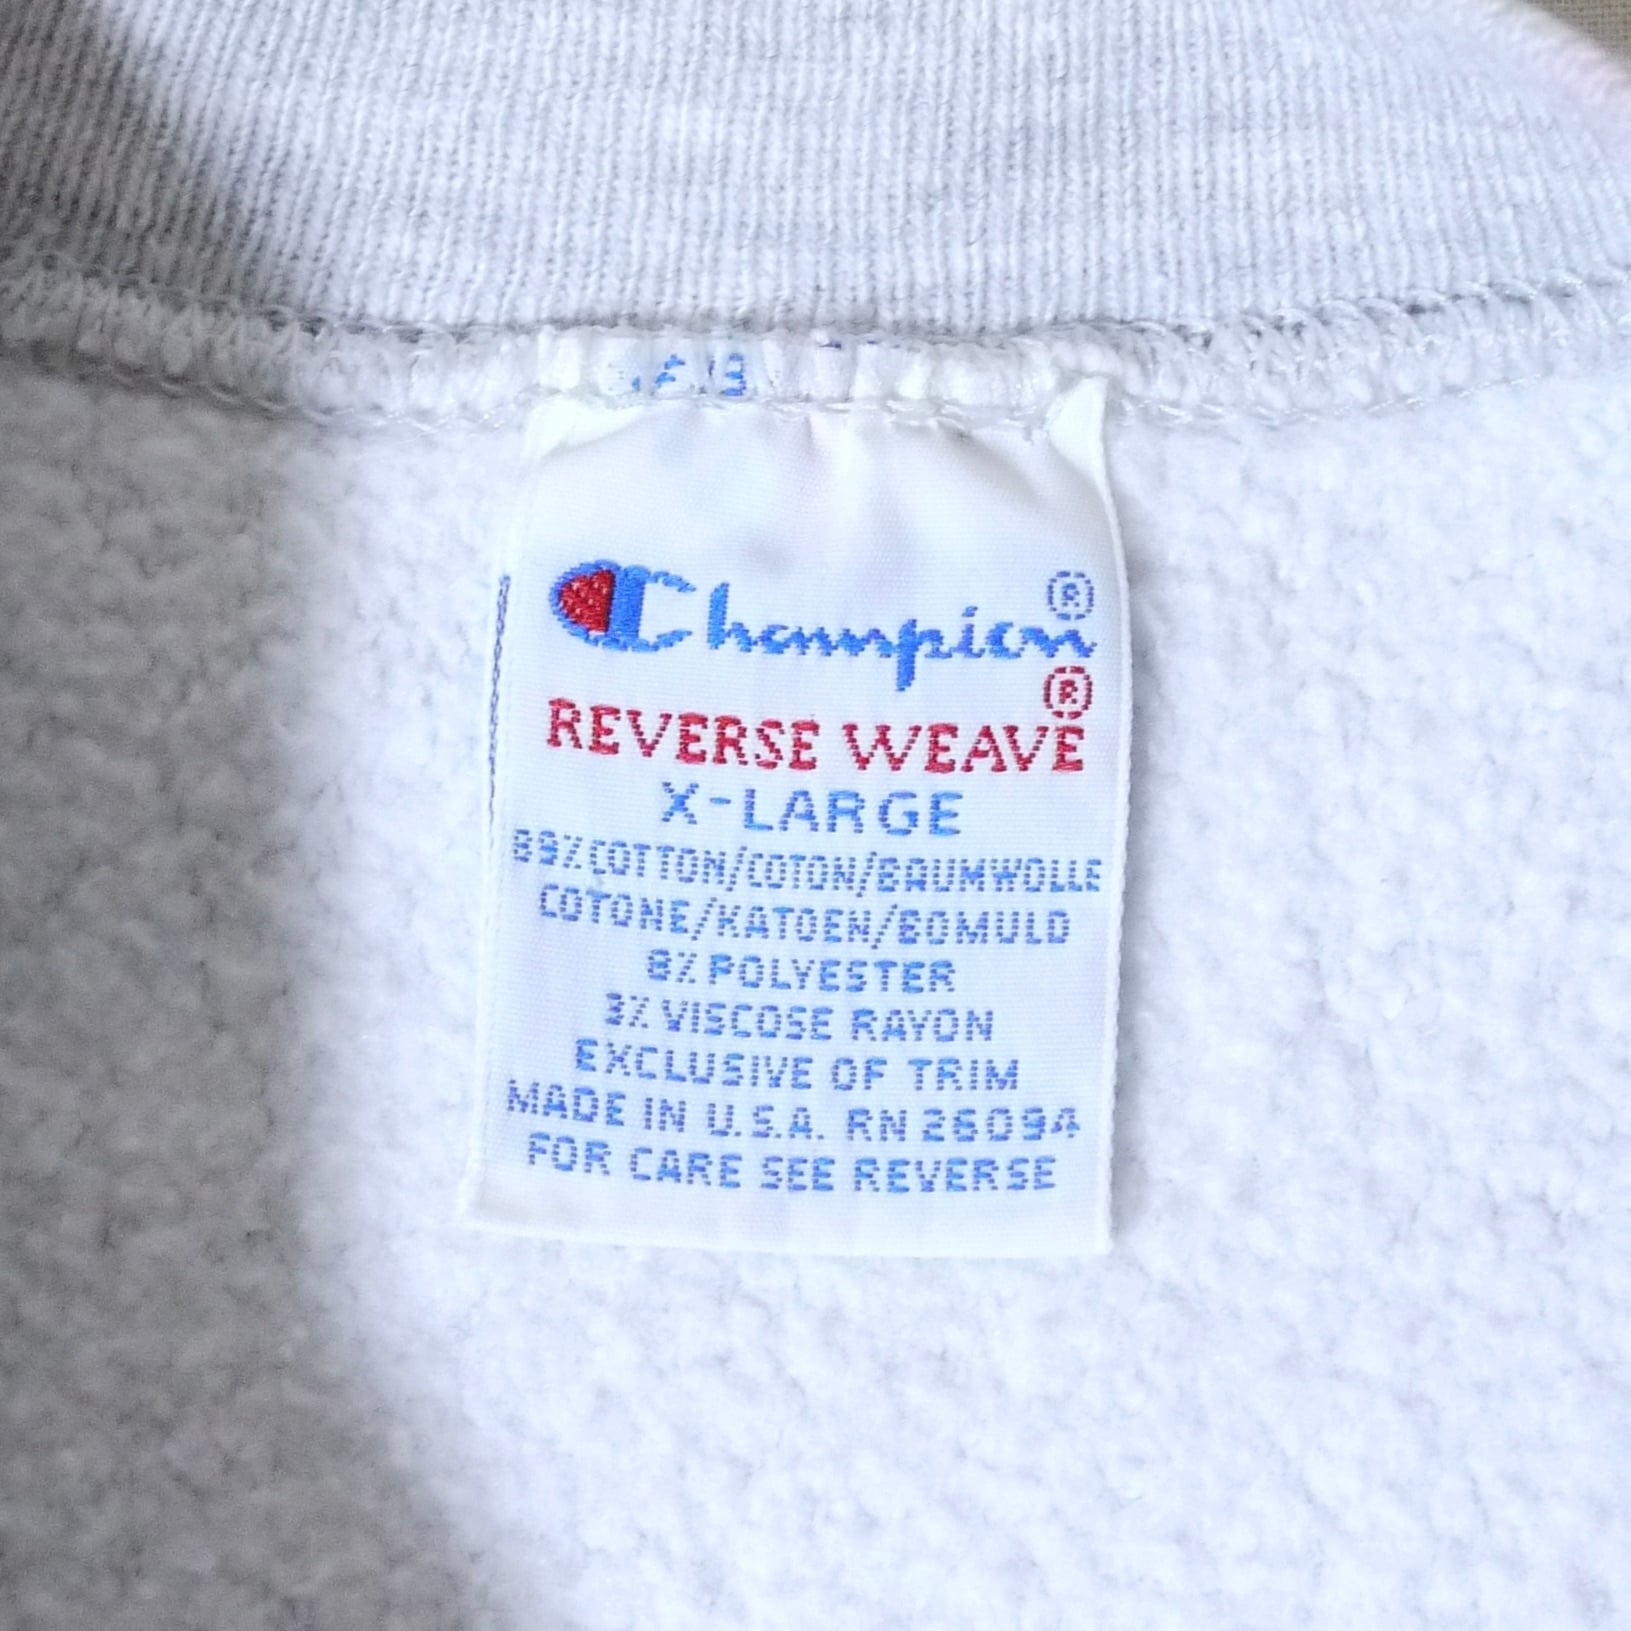 Champion®
REVERSE WEAVE®
X-LARGE
89%COTTON/COTON/BAUMWOLLE
COTONE/KATOEN/BOMULD
8% POLYESTER
3% VISCOSE RAYON
EXCLUSIVE OF TRIM
MADE IN U.S.A. RN 26094
FOR CARE SEE REVERSE